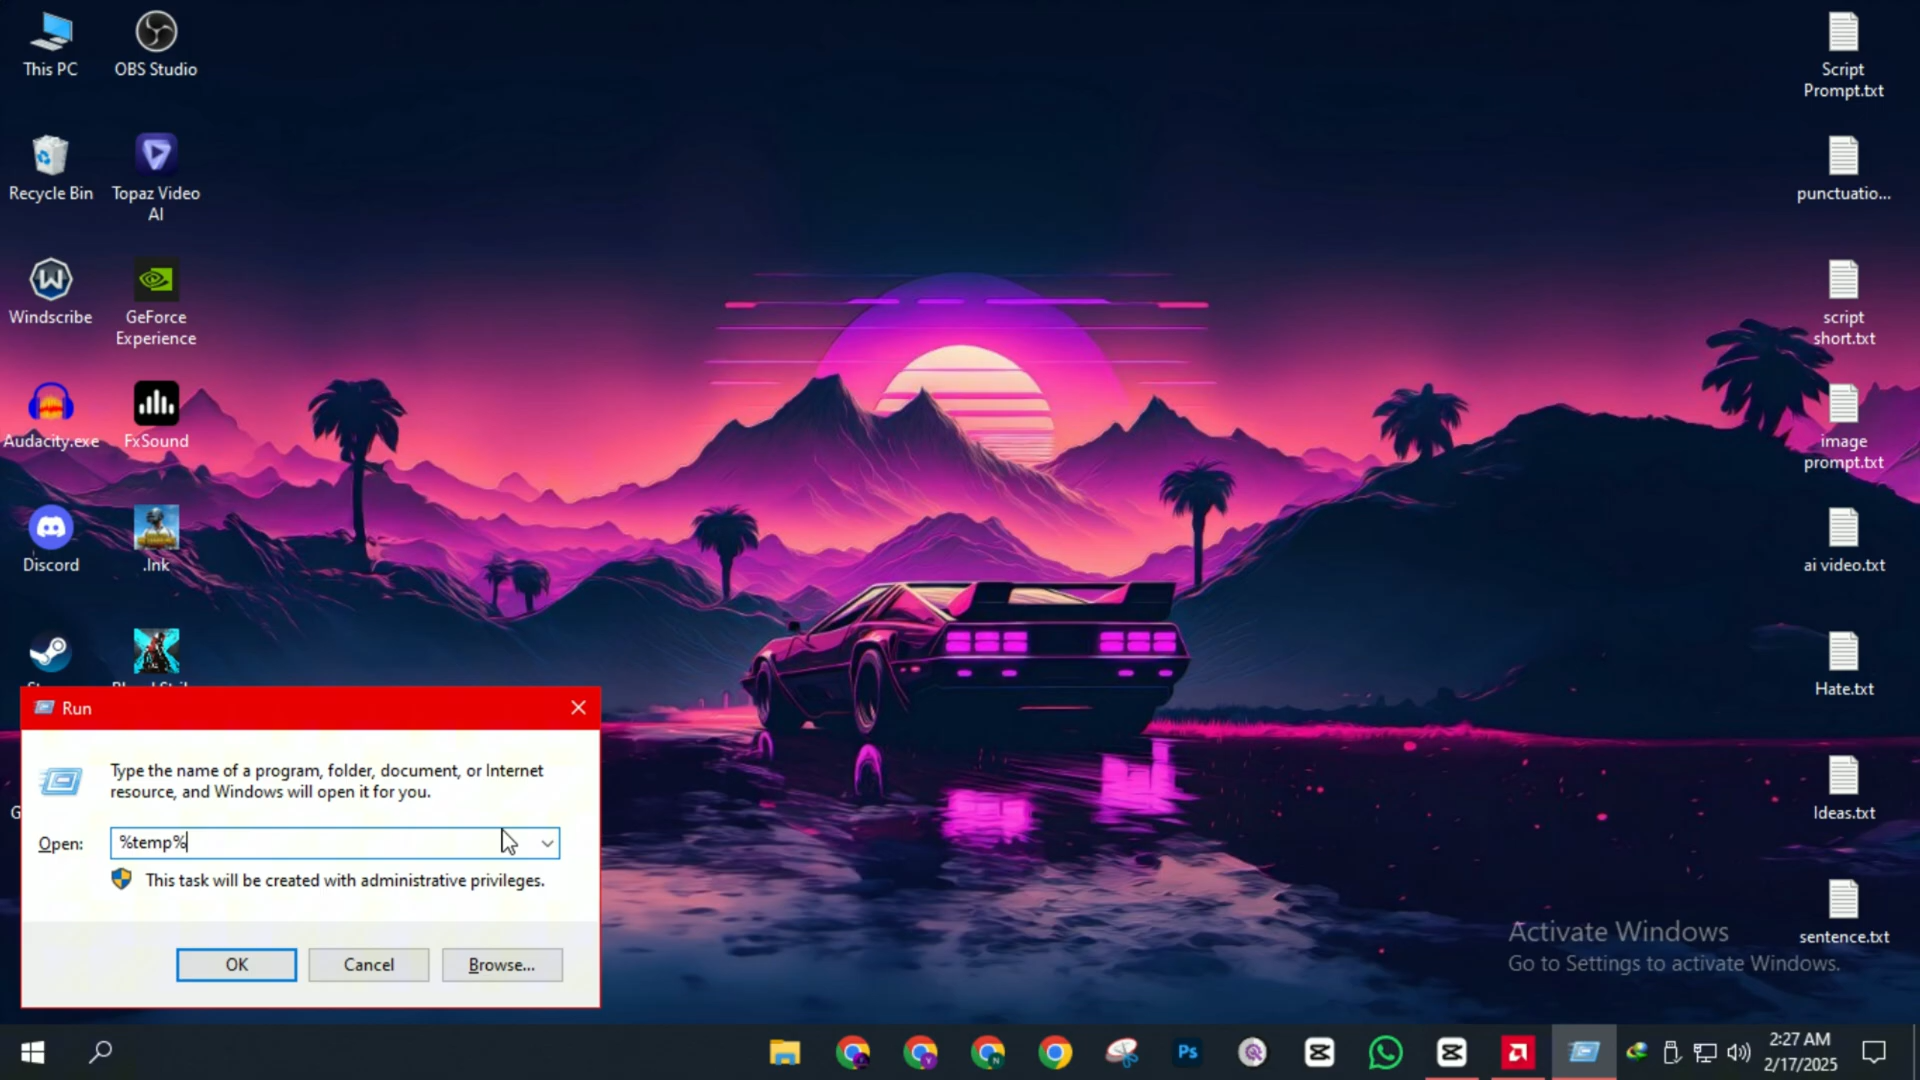 This PC
OBS Studio
Recycle Bin
Topaz Video
AI
Windscribe
GeForce
Experience
Audacity.exe
FxSound
Discord
.lnk
Script
Prompt.txt
punctuatio...
script
short.txt
image
prompt.txt
ai video.txt
Hate.txt
Ideas.txt
sentence.txt
Run
Type the name of a program, folder, document, or Internet
resource, and Windows will open it for you.
Open:
%temp%
This task will be created with administrative privileges.
OK
Cancel
Browse...
Activate Windows
Go to Settings to activate Windows.
Ps
2:27 AM
2/17/2025